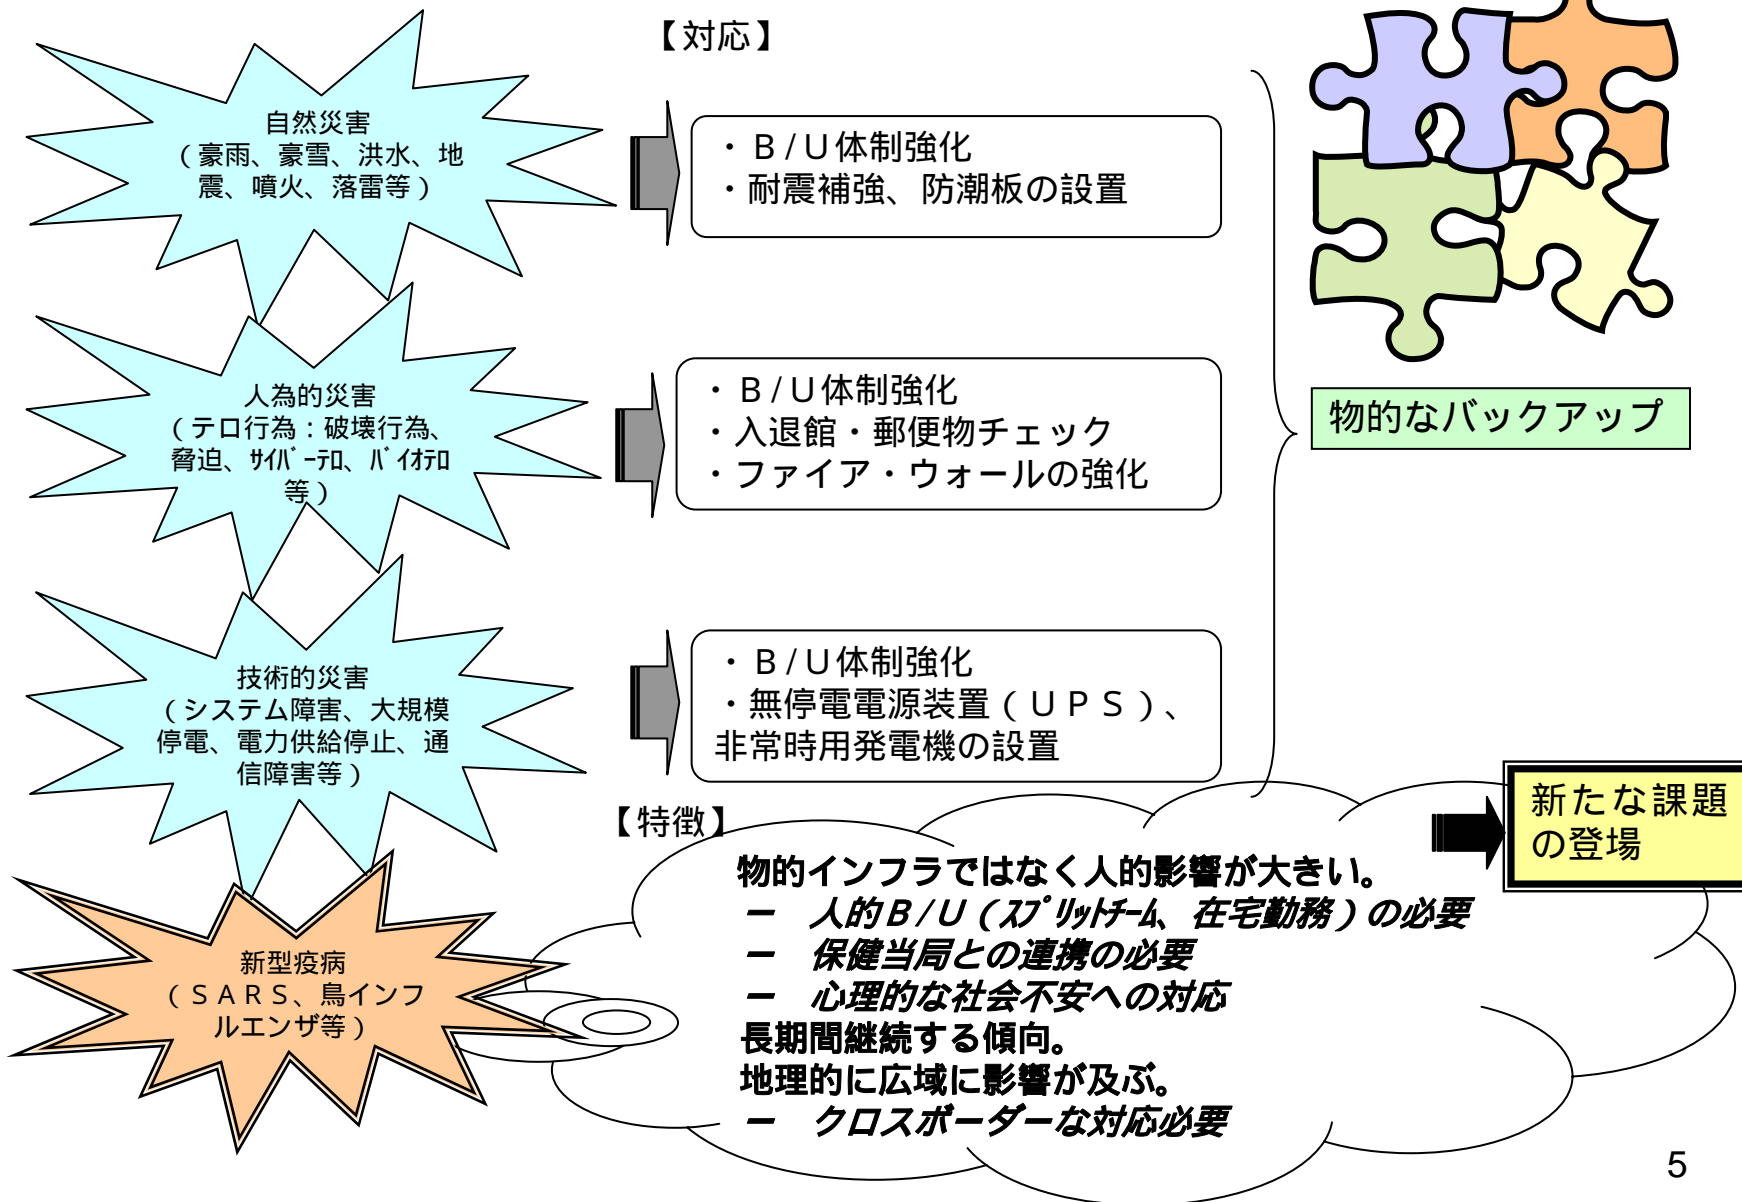 【対応】
自然災害
（豪雨、豪雪、洪水、地
震、噴火、落雷等）
・Ｂ/Ｕ体制強化
・耐震補強、防潮板の設置
人為的災害
（テロ行為：破壊行為、
脅迫、ｻｲﾊﾞｰﾃﾛ、ﾊﾞｲｵﾃﾛ
等）
・Ｂ/Ｕ体制強化
・入退館・郵便物チェック
・ファイア・ウォールの強化
物的なバックアップ
技術的災害
（システム障害、大規模
停電、電力供給停止、通
信障害等）
・Ｂ/Ｕ体制強化
・無停電電源装置（ＵＰＳ）、
非常時用発電機の設置
新たな課題
の登場
【特徴】
新型疫病
（ＳＡＲＳ、鳥インフ
ルエンザ等）
物的インフラではなく人的影響が大きい。
ー　人的Ｂ/Ｕ（ｽﾌﾟﾘｯﾄﾁｰﾑ、在宅勤務）の必要
ー　保健当局との連携の必要
ー　心理的な社会不安への対応
長期間継続する傾向。
地理的に広域に影響が及ぶ。
ー　クロスボーダーな対応必要
5